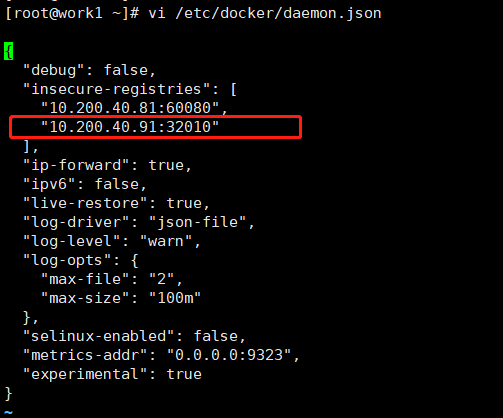 [root@work1 ~]# vi /etc/docker/daemon.json
{
  "debug": false,
  "insecure-registries": [
    "10.200.40.81:60080",
    "10.200.40.91:32010"
  ],
  "ip-forward": true,
  "ipv6": false,
  "live-restore": true,
  "log-driver": "json-file",
  "log-level": "warn",
  "log-opts": {
    "max-file": "2",
    "max-size": "100m"
  },
  "selinux-enabled": false,
  "metrics-addr": "0.0.0.0:9323",
  "experimental": true
}
~